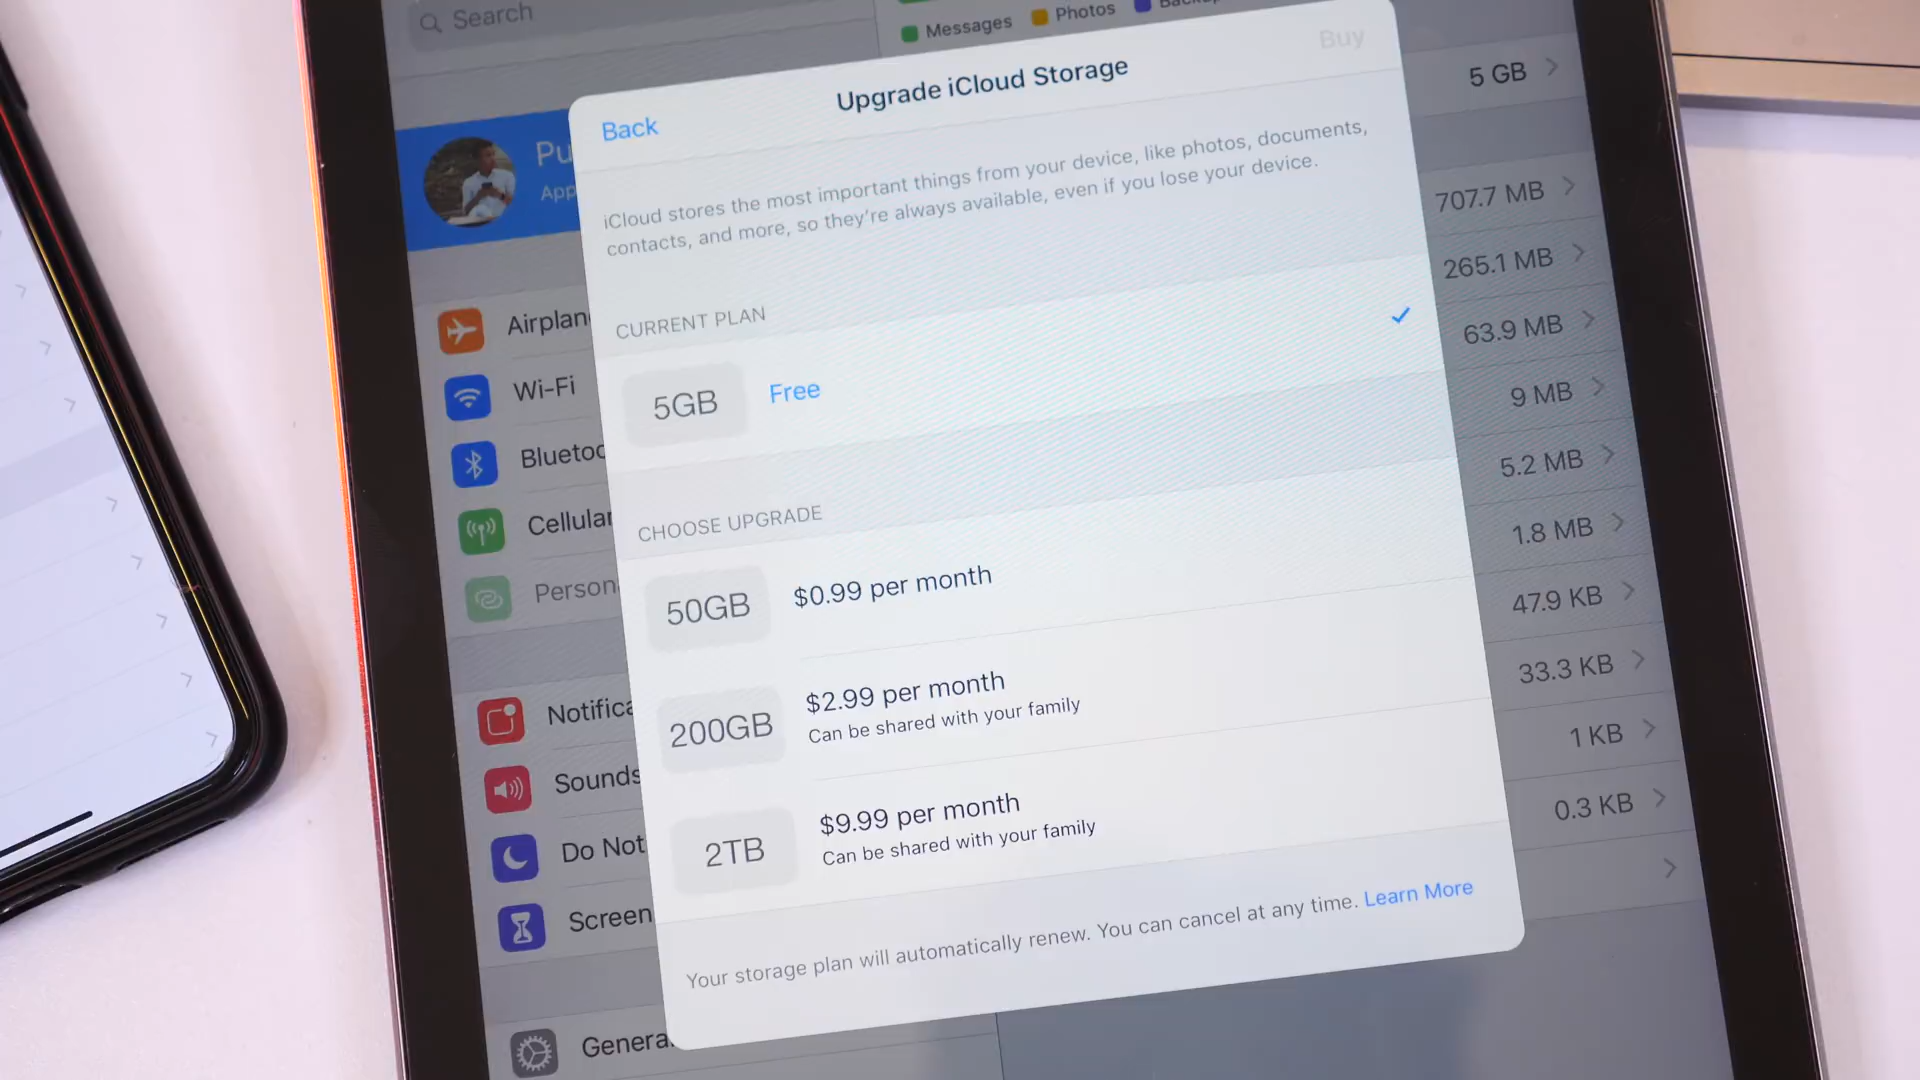 Search
Messages
Photos
5 GB
Upgrade iCloud Storage
Buy
Back
iCloud stores the most important things from your device, like photos, documents,
contacts, and more, so they're always available, even if you lose your device.
CURRENT PLAN
5GB
Free
CHOOSE UPGRADE
50GB
$0.99 per month
200GB
$2.99 per month
Can be shared with your family
2TB
$9.99 per month
Can be shared with your family
Your storage plan will automatically renew. You can cancel at any time. Learn More
Pu
App
Airplan
Wi-Fi
Bluetoo
Cellular
Person
Notifica
Sounds
Do Not
Screen
Genera
707.7 MB
265.1 MB
63.9 MB
9 MB
5.2 MB
1.8 MB
47.9 KB
33.3 KB
1 KB
0.3 KB